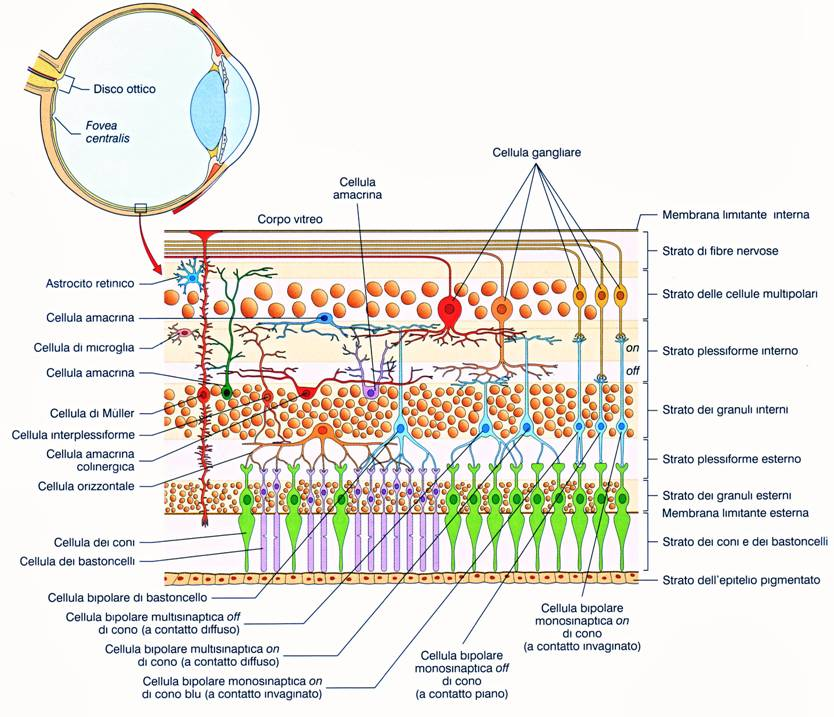 Disco ottico
Fovea
centralis
Cellula gangliare
Cellula
amacrina
Corpo vitreo
Membrana limitante interna
Strato di fibre nervose
Astrocito retinico
Strato delle cellule multipolari
Cellula amacrina
Cellula di microglia
on
Strato plessiforme interno
off
Cellula amacrina
Cellula di Müller
Strato dei granuli interni
Cellula interplessiforme
Cellula amacrina
colinergica
Strato plessiforme esterno
Cellula orizzontale
Strato dei granuli esterni
Membrana limitante esterna
Cellula dei coni
Strato dei coni e dei bastoncelli
Cellula dei bastoncelli
Strato dell'epitelio pigmentato
Cellula bipolare di bastoncello
Cellula bipolare multisinaptica off
di cono (a contatto diffuso)
Cellula bipolare multisinaptica on
di cono (a contatto diffuso)
Cellula bipolare monosinaptica on
di cono blu (a contatto invaginato)
Cellula bipolare
monosinaptica off
di cono
(a contatto piano)
Cellula bipolare
monosinaptica on
di cono
(a contatto invaginato)